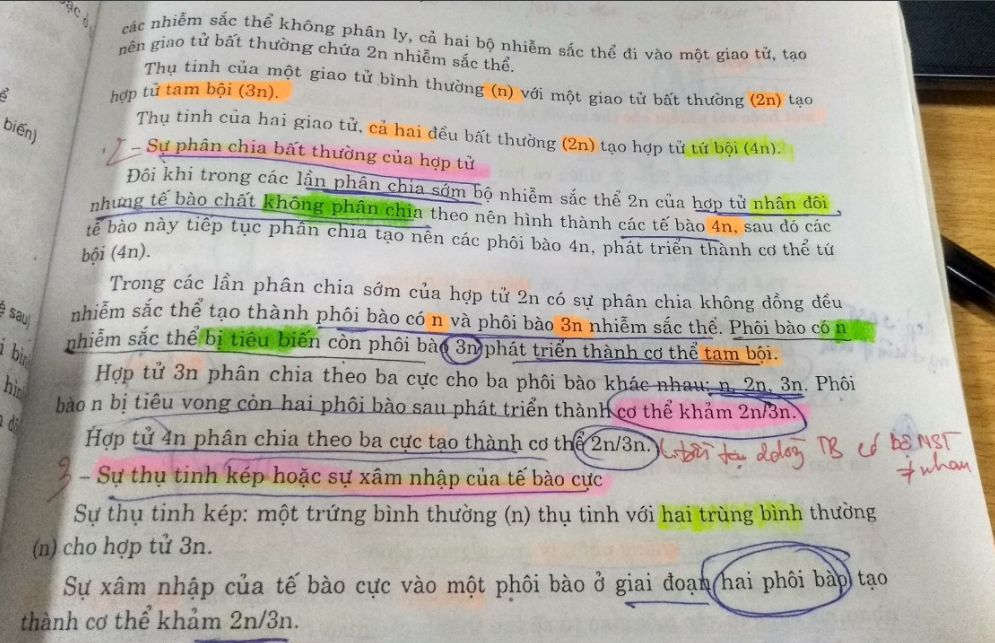 các nhiễm sắc thể không phân ly, cả hai bộ nhiễm sắc thể đi vào một giao tử, tạo
nên giao tử bất thường chứa 2n nhiễm sắc thể.
Thụ tinh của một giao tử bình thường (n) với một giao tử bất thường (2n) tạo
hợp tử tam bội (3n).
Thụ tinh của hai giao tử, cả hai đều bất thường (2n) tạo hợp tử tứ bội (4n).
biến)
– Sự phân chia bất thường của hợp tử
Đôi khi trong các lần phân chia sớm bộ nhiễm sắc thể 2n của hợp tử nhân đôi
nhưng tế bào chất không phân chia theo nên hình thành các tế bào 4n, sau đó các
tế bào này tiếp tục phân chia tạo nên các phôi bào 4n, phát triển thành cơ thể tứ
bội (4n).
Trong các lần phân chia sớm của hợp tử 2n có sự phân chia không đồng đều
sau
nhiễm sắc thể tạo thành phôi bào có n và phôi bào 3n nhiễm sắc thể. Phôi bào có n
nhiễm sắc thể bị tiêu biến còn phôi bào 3n phát triển thành cơ thể tam bội.
Hợp tử 3n phân chia theo ba cực cho ba phôi bào khác nhau: n, 2n, 3n. Phôi
bào n bị tiêu vong còn hai phôi bào sau phát triển thành cơ thể khảm 2n/3n.
Hợp tử 4n phân chia theo ba cực tạo thành cơ thể 2n/3n.
TB có bộ NST
≠ nhau
– Sự thụ tinh kép hoặc sự xâm nhập của tế bào cực
Sự thụ tinh kép: một trứng bình thường (n) thụ tinh với hai trùng bình thường
(n) cho hợp tử 3n.
Sự xâm nhập của tế bào cực vào một phôi bào ở giai đoạn hai phôi bào tạo
thành cơ thể khảm 2n/3n.